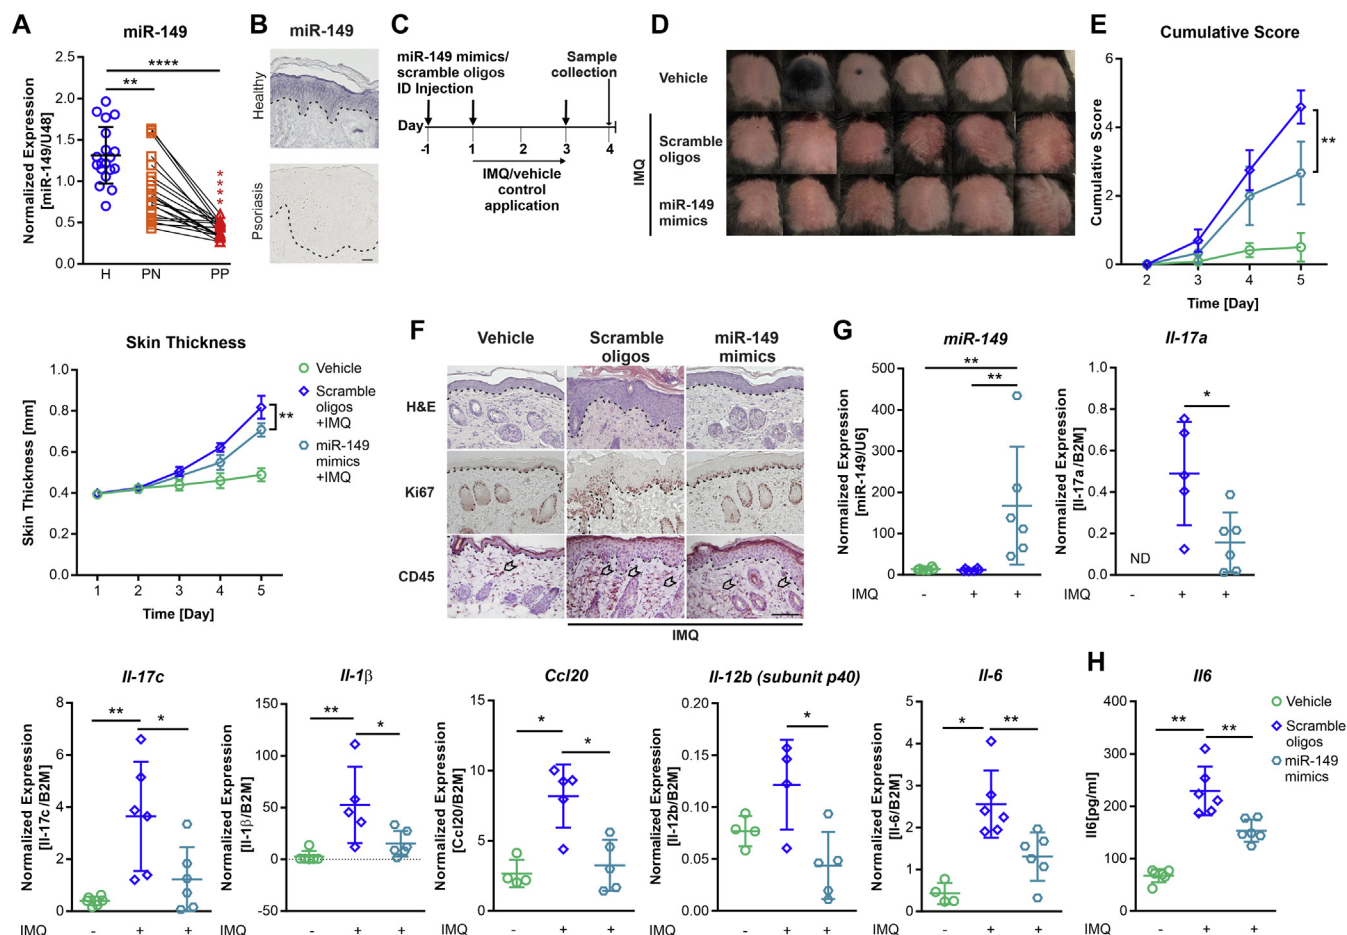 A
miR-149
Normalized Expression
[miR-149/U48]
2.5
2.0
1.5
1.0
0.5
0.0
****
**
****
H
PN
PP
B
miR-149
Healthy
Psoriasis
C
miR-149 mimics/
scramble oligos
ID Injection
Sample
collection
Day
-1
1
2
3
4
IMQ/vehicle
control
application
D
Vehicle
Scramble
oligos
miR-149
mimics
IMQ
E
Cumulative Score
Cumulative Score
6
4
2
0
**
2
3
4
5
Time [Day]
Skin Thickness
Skin Thickness [mm]
1.0
0.8
0.6
0.4
0.2
0.0
**
1
2
3
4
5
Time [Day]
Vehicle
Scramble
oligos
+IMQ
miR-149
mimics
+IMQ
F
Vehicle
Scramble
oligos
miR-149
mimics
H&E
Ki67
CD45
IMQ
G
miR-149
Normalized Expression
[miR-149/U6]
500
400
300
200
100
0
**
**
IMQ
-
+
+
Il-17a
Normalized Expression
[Il-17a/B2M]
1.0
0.8
0.6
0.4
0.2
0.0
*
ND
IMQ
-
+
+
Il-17c
Normalized Expression
[Il-17c/B2M]
8
6
4
2
0
**
*
IMQ
-
+
+
Il-1β
Normalized Expression
[Il-1β/B2M]
150
100
50
0
-50
**
*
IMQ
-
+
+
Ccl20
Normalized Expression
[Ccl20/B2M]
15
10
5
0
*
*
IMQ
-
+
+
Il-12b (subunit p40)
Normalized Expression
[Il-12b/B2M]
0.20
0.15
0.10
0.05
0.00
*
IMQ
-
+
+
Il-6
Normalized Expression
[Il-6/B2M]
5
4
3
2
1
0
*
**
IMQ
-
+
+
H
Il6
Il6[pg/ml]
400
300
200
100
0
**
**
IMQ
-
+
+
Vehicle
Scramble
oligos
miR-149
mimics